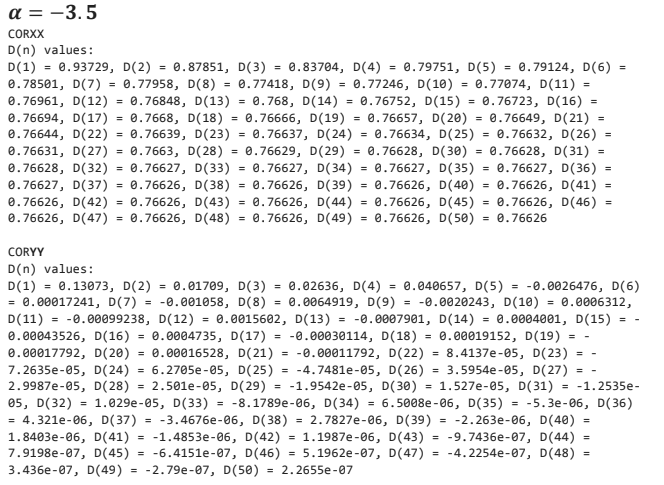 α = −3.5
CORXX
D(n) values:
D(1) = 0.93729, D(2) = 0.87851, D(3) = 0.83704, D(4) = 0.79751, D(5) = 0.79124, D(6) =
0.78501, D(7) = 0.77958, D(8) = 0.77418, D(9) = 0.77246, D(10) = 0.77074, D(11) =
0.76961, D(12) = 0.76848, D(13) = 0.768, D(14) = 0.76752, D(15) = 0.76723, D(16) =
0.76694, D(17) = 0.7668, D(18) = 0.76666, D(19) = 0.76657, D(20) = 0.76649, D(21) =
0.76644, D(22) = 0.76639, D(23) = 0.76637, D(24) = 0.76634, D(25) = 0.76632, D(26) =
0.76631, D(27) = 0.7663, D(28) = 0.76629, D(29) = 0.76628, D(30) = 0.76628, D(31) =
0.76628, D(32) = 0.76627, D(33) = 0.76627, D(34) = 0.76627, D(35) = 0.76627, D(36) =
0.76627, D(37) = 0.76626, D(38) = 0.76626, D(39) = 0.76626, D(40) = 0.76626, D(41) =
0.76626, D(42) = 0.76626, D(43) = 0.76626, D(44) = 0.76626, D(45) = 0.76626, D(46) =
0.76626, D(47) = 0.76626, D(48) = 0.76626, D(49) = 0.76626, D(50) = 0.76626
CORYY
D(n) values:
D(1) = 0.13073, D(2) = 0.01709, D(3) = 0.02636, D(4) = 0.040657, D(5) = -0.0026476, D(6)
= 0.00017241, D(7) = -0.001058, D(8) = 0.0064919, D(9) = -0.0020243, D(10) = 0.0006312,
D(11) = -0.00099238, D(12) = 0.0015602, D(13) = -0.0007901, D(14) = 0.0004001, D(15) = -
0.00043526, D(16) = 0.0004735, D(17) = -0.00030114, D(18) = 0.00019152, D(19) = -
0.00017792, D(20) = 0.00016528, D(21) = -0.00011792, D(22) = 8.4137e-05, D(23) = -
7.2635e-05, D(24) = 6.2705e-05, D(25) = -4.7481e-05, D(26) = 3.5954e-05, D(27) = -
2.9987e-05, D(28) = 2.501e-05, D(29) = -1.9542e-05, D(30) = 1.527e-05, D(31) = -1.2535e-
05, D(32) = 1.029e-05, D(33) = -8.1789e-06, D(34) = 6.5008e-06, D(35) = -5.3e-06, D(36)
= 4.321e-06, D(37) = -3.4676e-06, D(38) = 2.7827e-06, D(39) = -2.263e-06, D(40) =
1.8403e-06, D(41) = -1.4853e-06, D(42) = 1.1987e-06, D(43) = -9.7436e-07, D(44) =
7.9198e-07, D(45) = -6.4151e-07, D(46) = 5.1962e-07, D(47) = -4.2254e-07, D(48) =
3.436e-07, D(49) = -2.79e-07, D(50) = 2.2655e-07